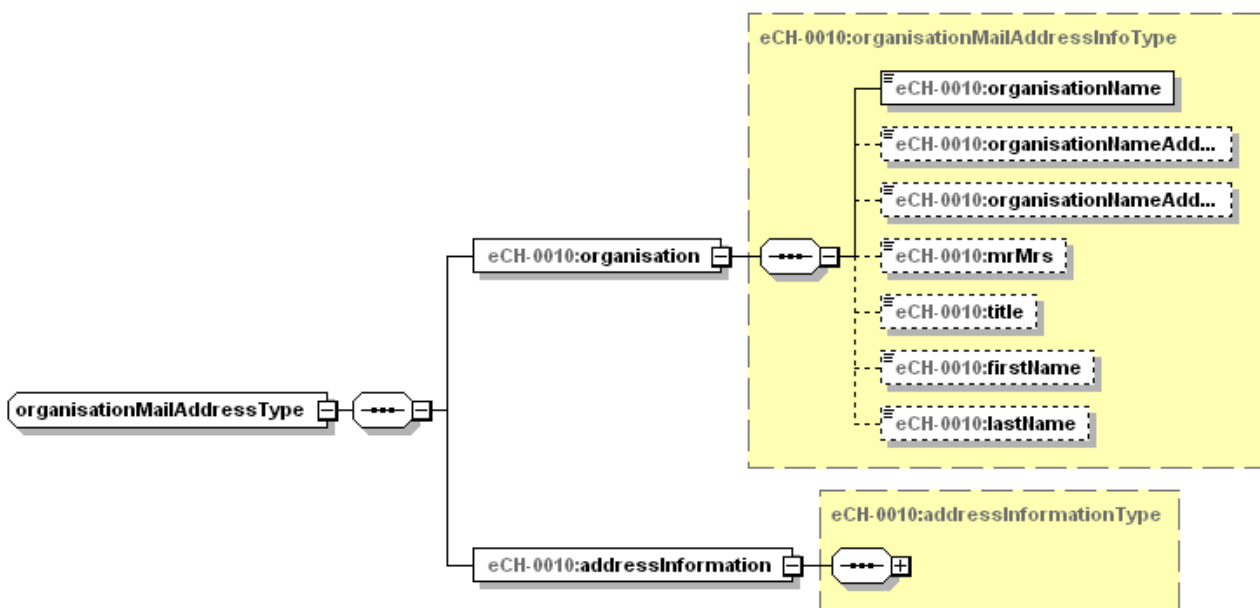 eCH-0010:organisationMailAddressInfoType
eCH-0010:organisationName
eCH-0010:organisationNameAdd...
eCH-0010:organisationNameAdd...
eCH-0010:mrMrs
eCH-0010:title
eCH-0010:firstName
eCH-0010:lastName
eCH-0010:organisation
organisationMailAddressType
eCH-0010:addressInformationType
eCH-0010:addressInformation